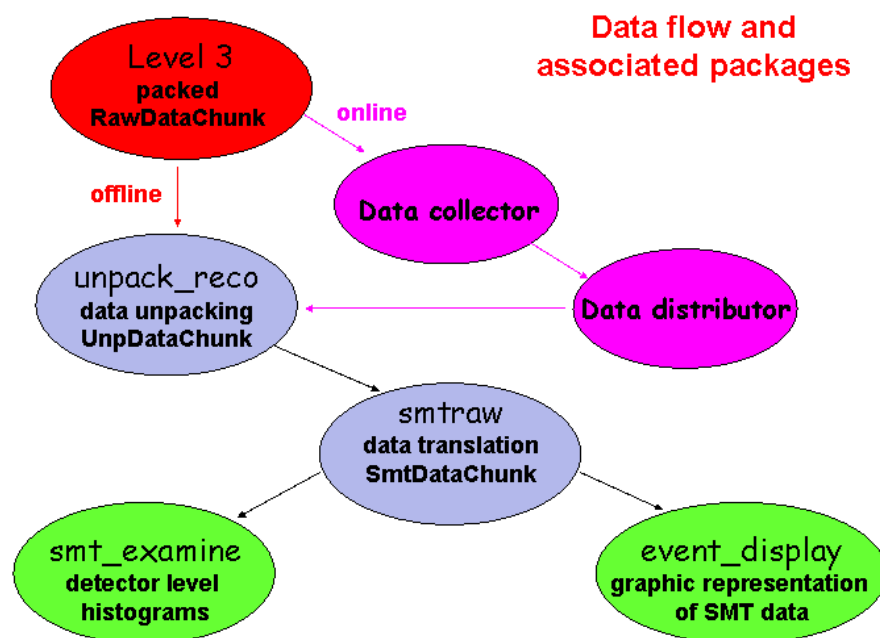 Data flow and
associated packages
Level 3
packed
RawDataChunk
online
offline
Data collector
unpack_reco
data unpacking
UnpDataChunk
Data distributor
smtraw
data translation
SmtDataChunk
smt_examine
detector level
histograms
event_display
graphic representation
of SMT data